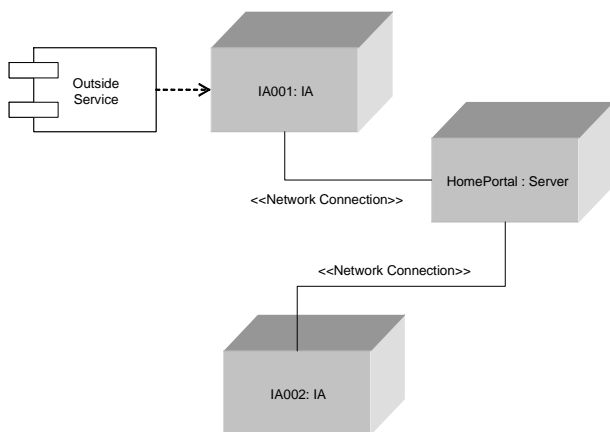 Outside
Service
IA001: IA
HomePortal : Server
<<Network Connection>>
<<Network Connection>>
IA002: IA